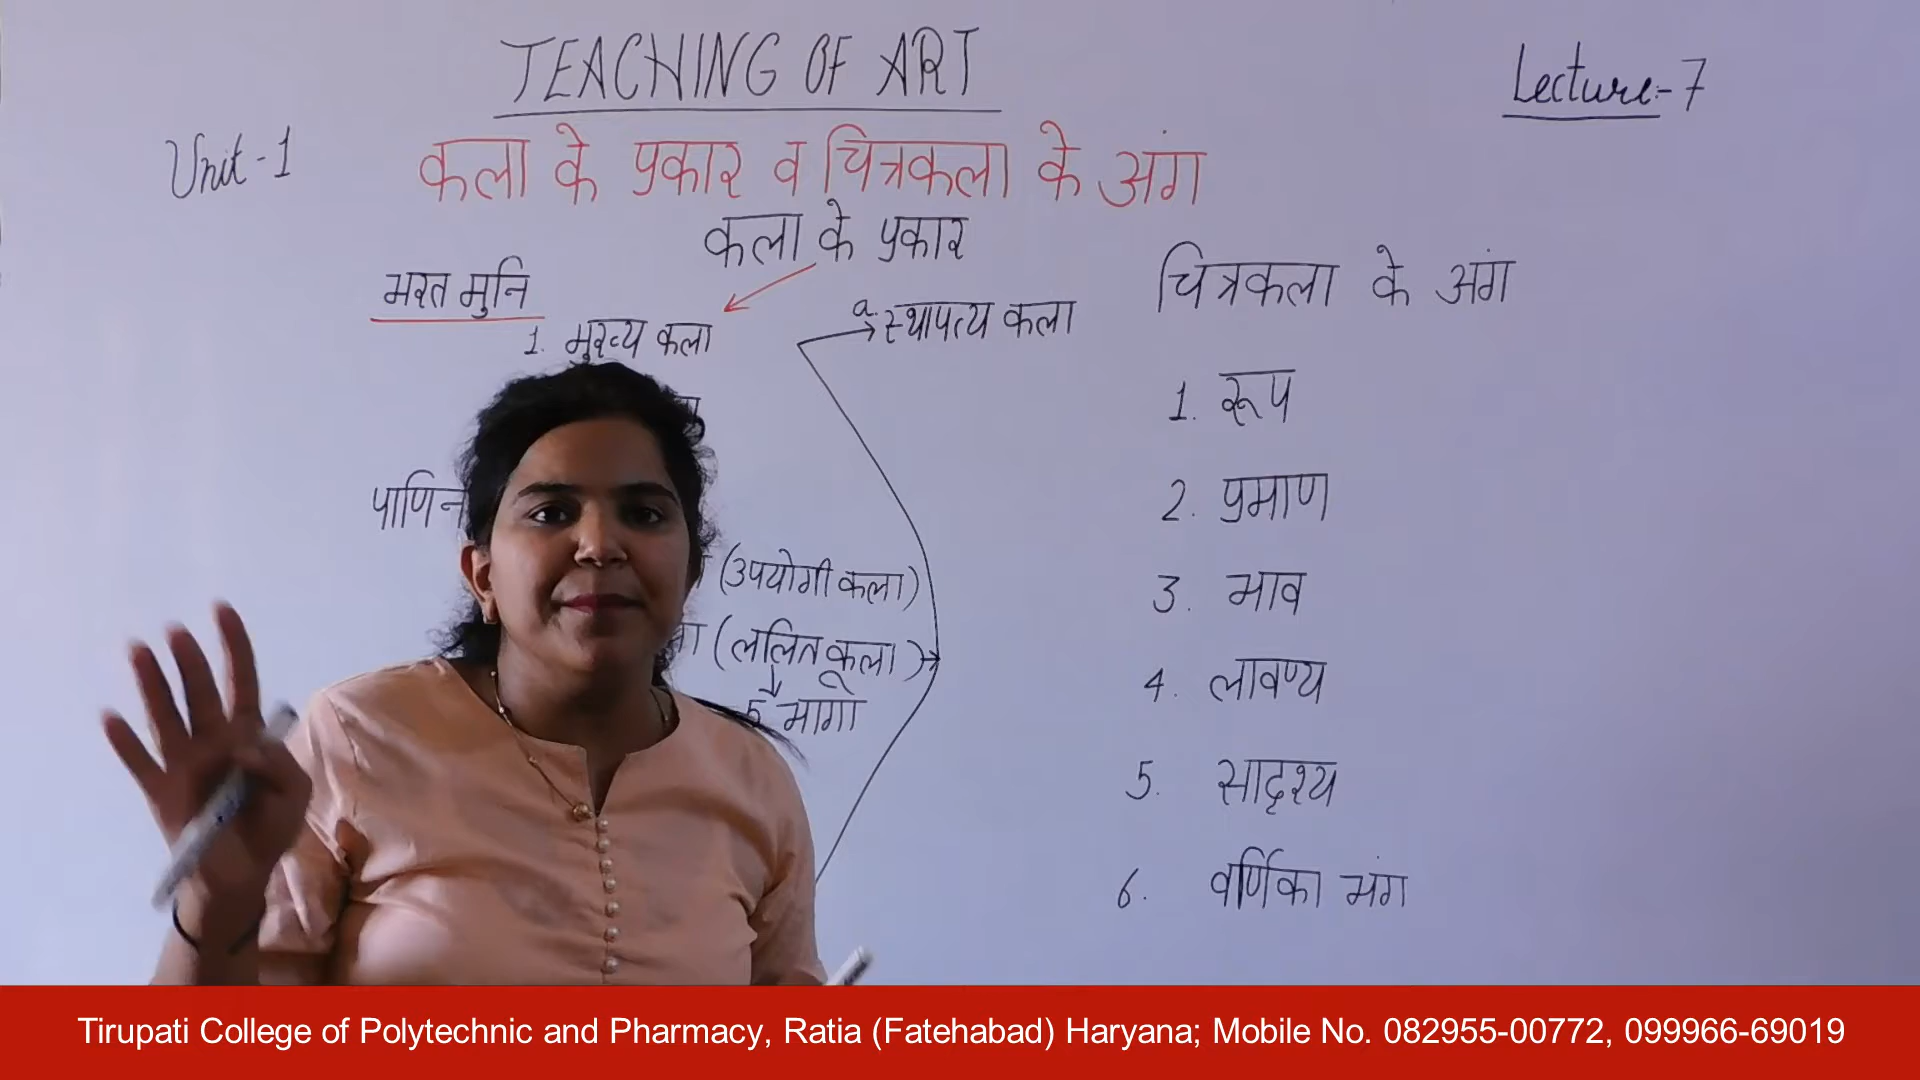 TEACHING OF ART
Lecture:- 7
Unit - 1
कला के प्रकार व चित्रकला के अंग
कला के प्रकार
भरत मुनि
1. मुख्य कला
a. स्थापत्य कला
(उपयोगी कला)
(ललित कला)
5 भागों
चित्रकला के अंग
1. रूप
2. प्रमाण
3. भाव
4. लावण्य
5. सादृश्य
6. वर्णिका भंग
Tirupati College of Polytechnic and Pharmacy, Ratia (Fatehabad) Haryana; Mobile No. 082955-00772, 099966-69019